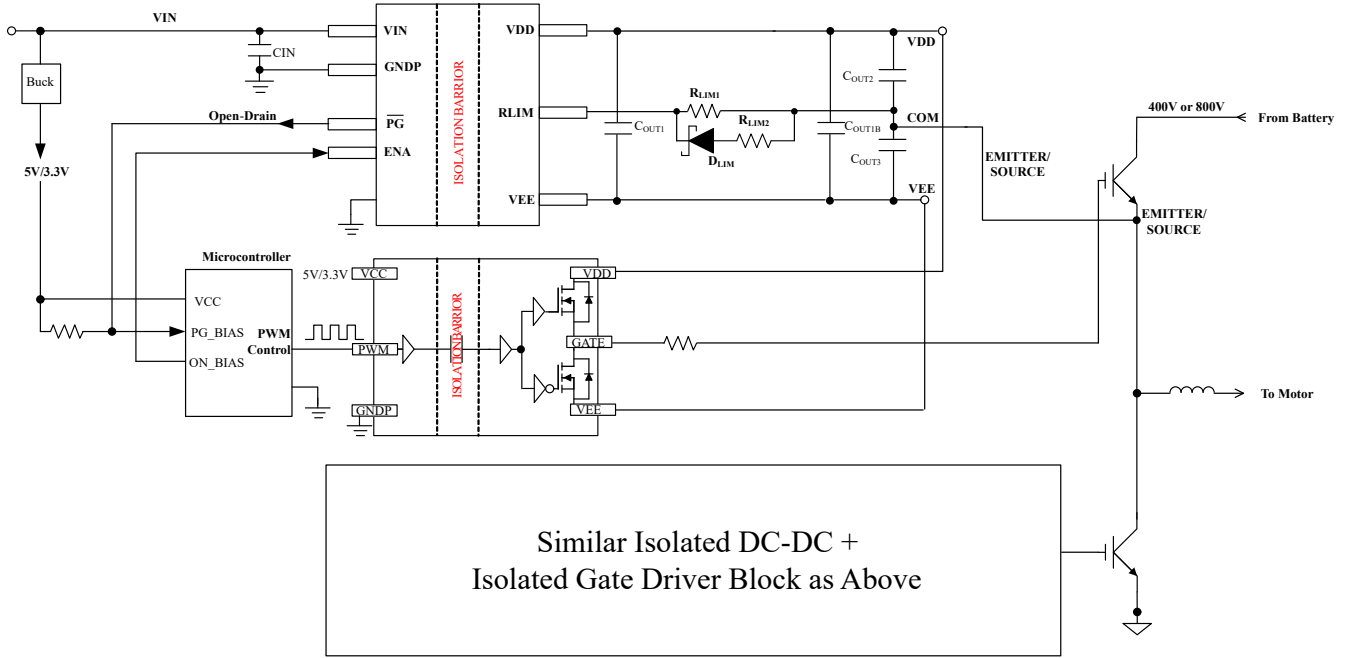 VIN
VIN
CIN
GNDP
PG
ENA
ISOLATION BARRIER
VDD
RLIM
VEE
Buck
Open-Drain
5V/3.3V
COUT1
RLIM1
RLIM2
DLIM
COUT1B
COUT2
COUT3
VDD
COM
VEE
EMITTER/
SOURCE
400V or 800V
From Battery
EMITTER/
SOURCE
Microcontroller
VCC
PG_BIAS
ON_BIAS
PWM
Control
5V/3.3V
VCC
PWM
GNDP
ISOLATION BARRIER
VDD
GATE
VEE
To Motor
Similar Isolated DC-DC +
Isolated Gate Driver Block as Above